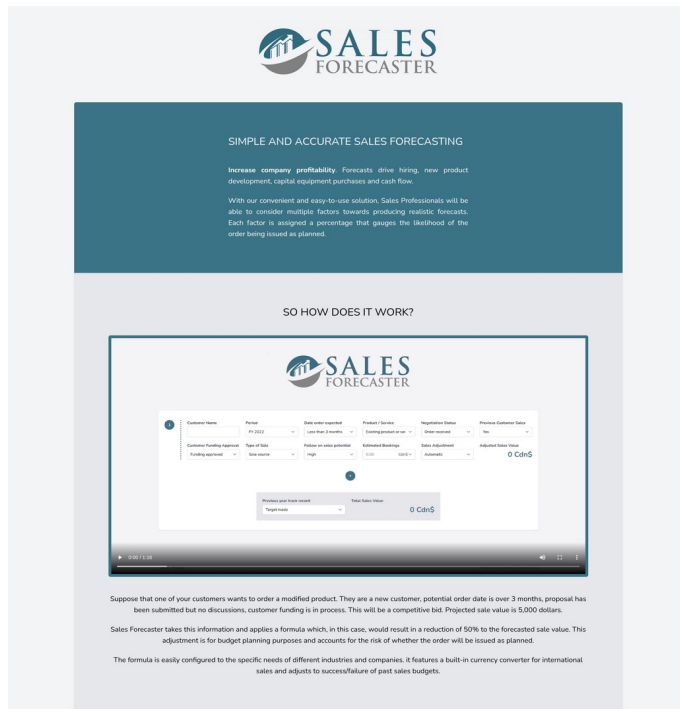 SALES
FORECASTER
SIMPLE AND ACCURATE SALES FORECASTING
Increase company profitability. Forecasts drive hiring, new product
development, capital equipment purchases and cash flow.
With our convenient and easy-to-use solution, Sales Professionals will be
able to consider multiple factors towards producing realistic forecasts.
Each factor is assigned a percentage that gauges the likelihood of the
order being issued as planned.
SO HOW DOES IT WORK?
SALES
FORECASTER
1 Customer Name Period Date order expected Product / Service Negotiation Status Previous Customer Sales
FY 2022 Less than 3 months Existing product or ser Order received Yes
Customer Funding Approval Type of Sale Follow on sales potential Estimated Bookings Sales Adjustment Adjusted Sales Value
Funding approved Sole source High 0.00 Cdn$ Automatic 0 Cdn$
Previous year track record Total Sales Value
Target made 0 Cdn$
0:00 / 1:18
Suppose that one of your customers wants to order a modified product. They are a new customer, potential order date is over 3 months, proposal has
been submitted but no discussions, customer funding is in process. This will be a competitive bid. Projected sale value is 5,000 dollars.
Sales Forecaster takes this information and applies a formula which, in this case, would result in a reduction of 50% to the forecasted sale value. This
adjustment is for budget planning purposes and accounts for the risk of whether the order will be issued as planned.
The formula is easily configured to the specific needs of different industries and companies. it features a built-in currency converter for international
sales and adjusts to success/failure of past sales budgets.